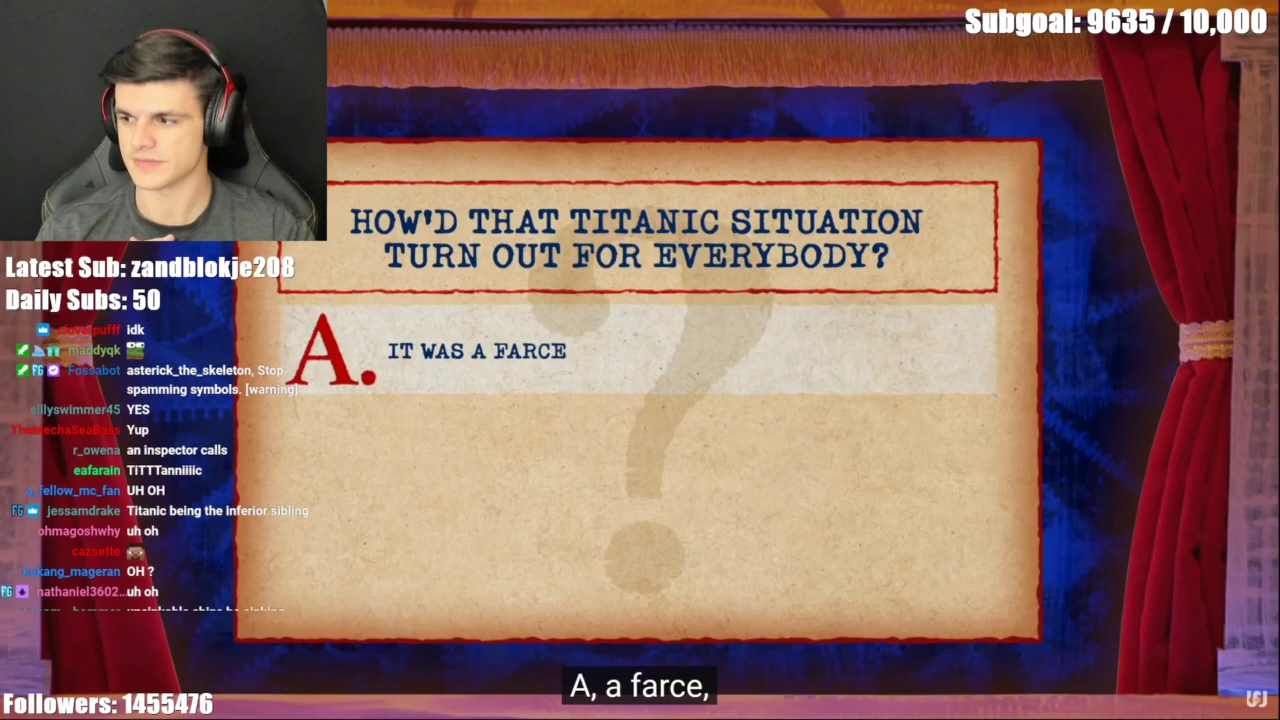 Subgoal: 9635 / 10,000
HOW'D THAT TITANIC SITUATION
TURN OUT FOR EVERYBODY?
A. IT WAS A FARCE
Latest Sub: zandblokje208
Daily Subs: 50
idk
maddyqk
Fossabot asterick_the_skeleton, Stop
spamming symbols. [warning]
sillyswimmer45 YES
TheMechaSeaBass Yup
r_owena an inspector calls
eafarain TiTTTanniiiic
a_fellow_mc_fan UH OH
FG jessamdrake Titanic being the inferior sibling
ohmagoshwhy uh oh
cazsette
OH ?
FG nathaniel3602... uh oh
A, a farce,
Followers: 1455476